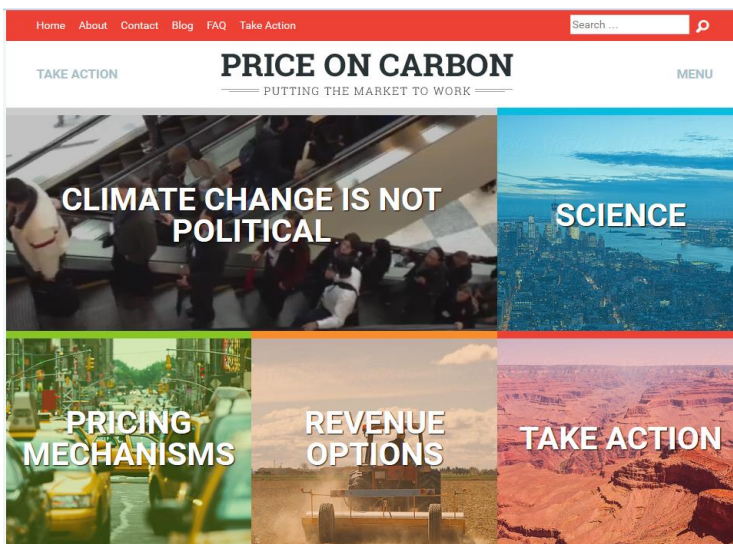 Home About Contact Blog FAQ Take Action Search ...
TAKE ACTION
PRICE ON CARBON
PUTTING THE MARKET TO WORK
MENU
CLIMATE CHANGE IS NOT
POLITICAL
SCIENCE
PRICING
MECHANISMS
REVENUE
OPTIONS
TAKE ACTION